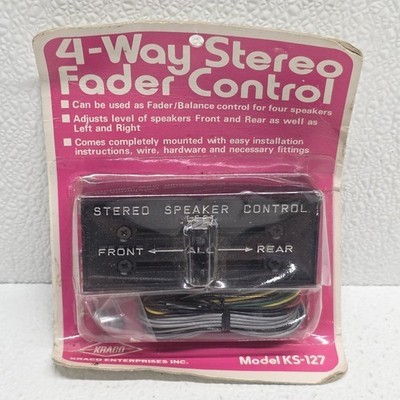 4-Way Stereo
Fader Control
Can be used as Fader/Balance control for four speakers
Adjusts level of speakers Front and Rear as well as
Left and Right
Comes completely mounted with easy installation
instructions, wire, hardware and necessary fittings
STEREO SPEAKER CONTROL
LEFT
FRONT ALL REAR
KRACO
KRACO ENTERPRISES INC.
Model KS-127